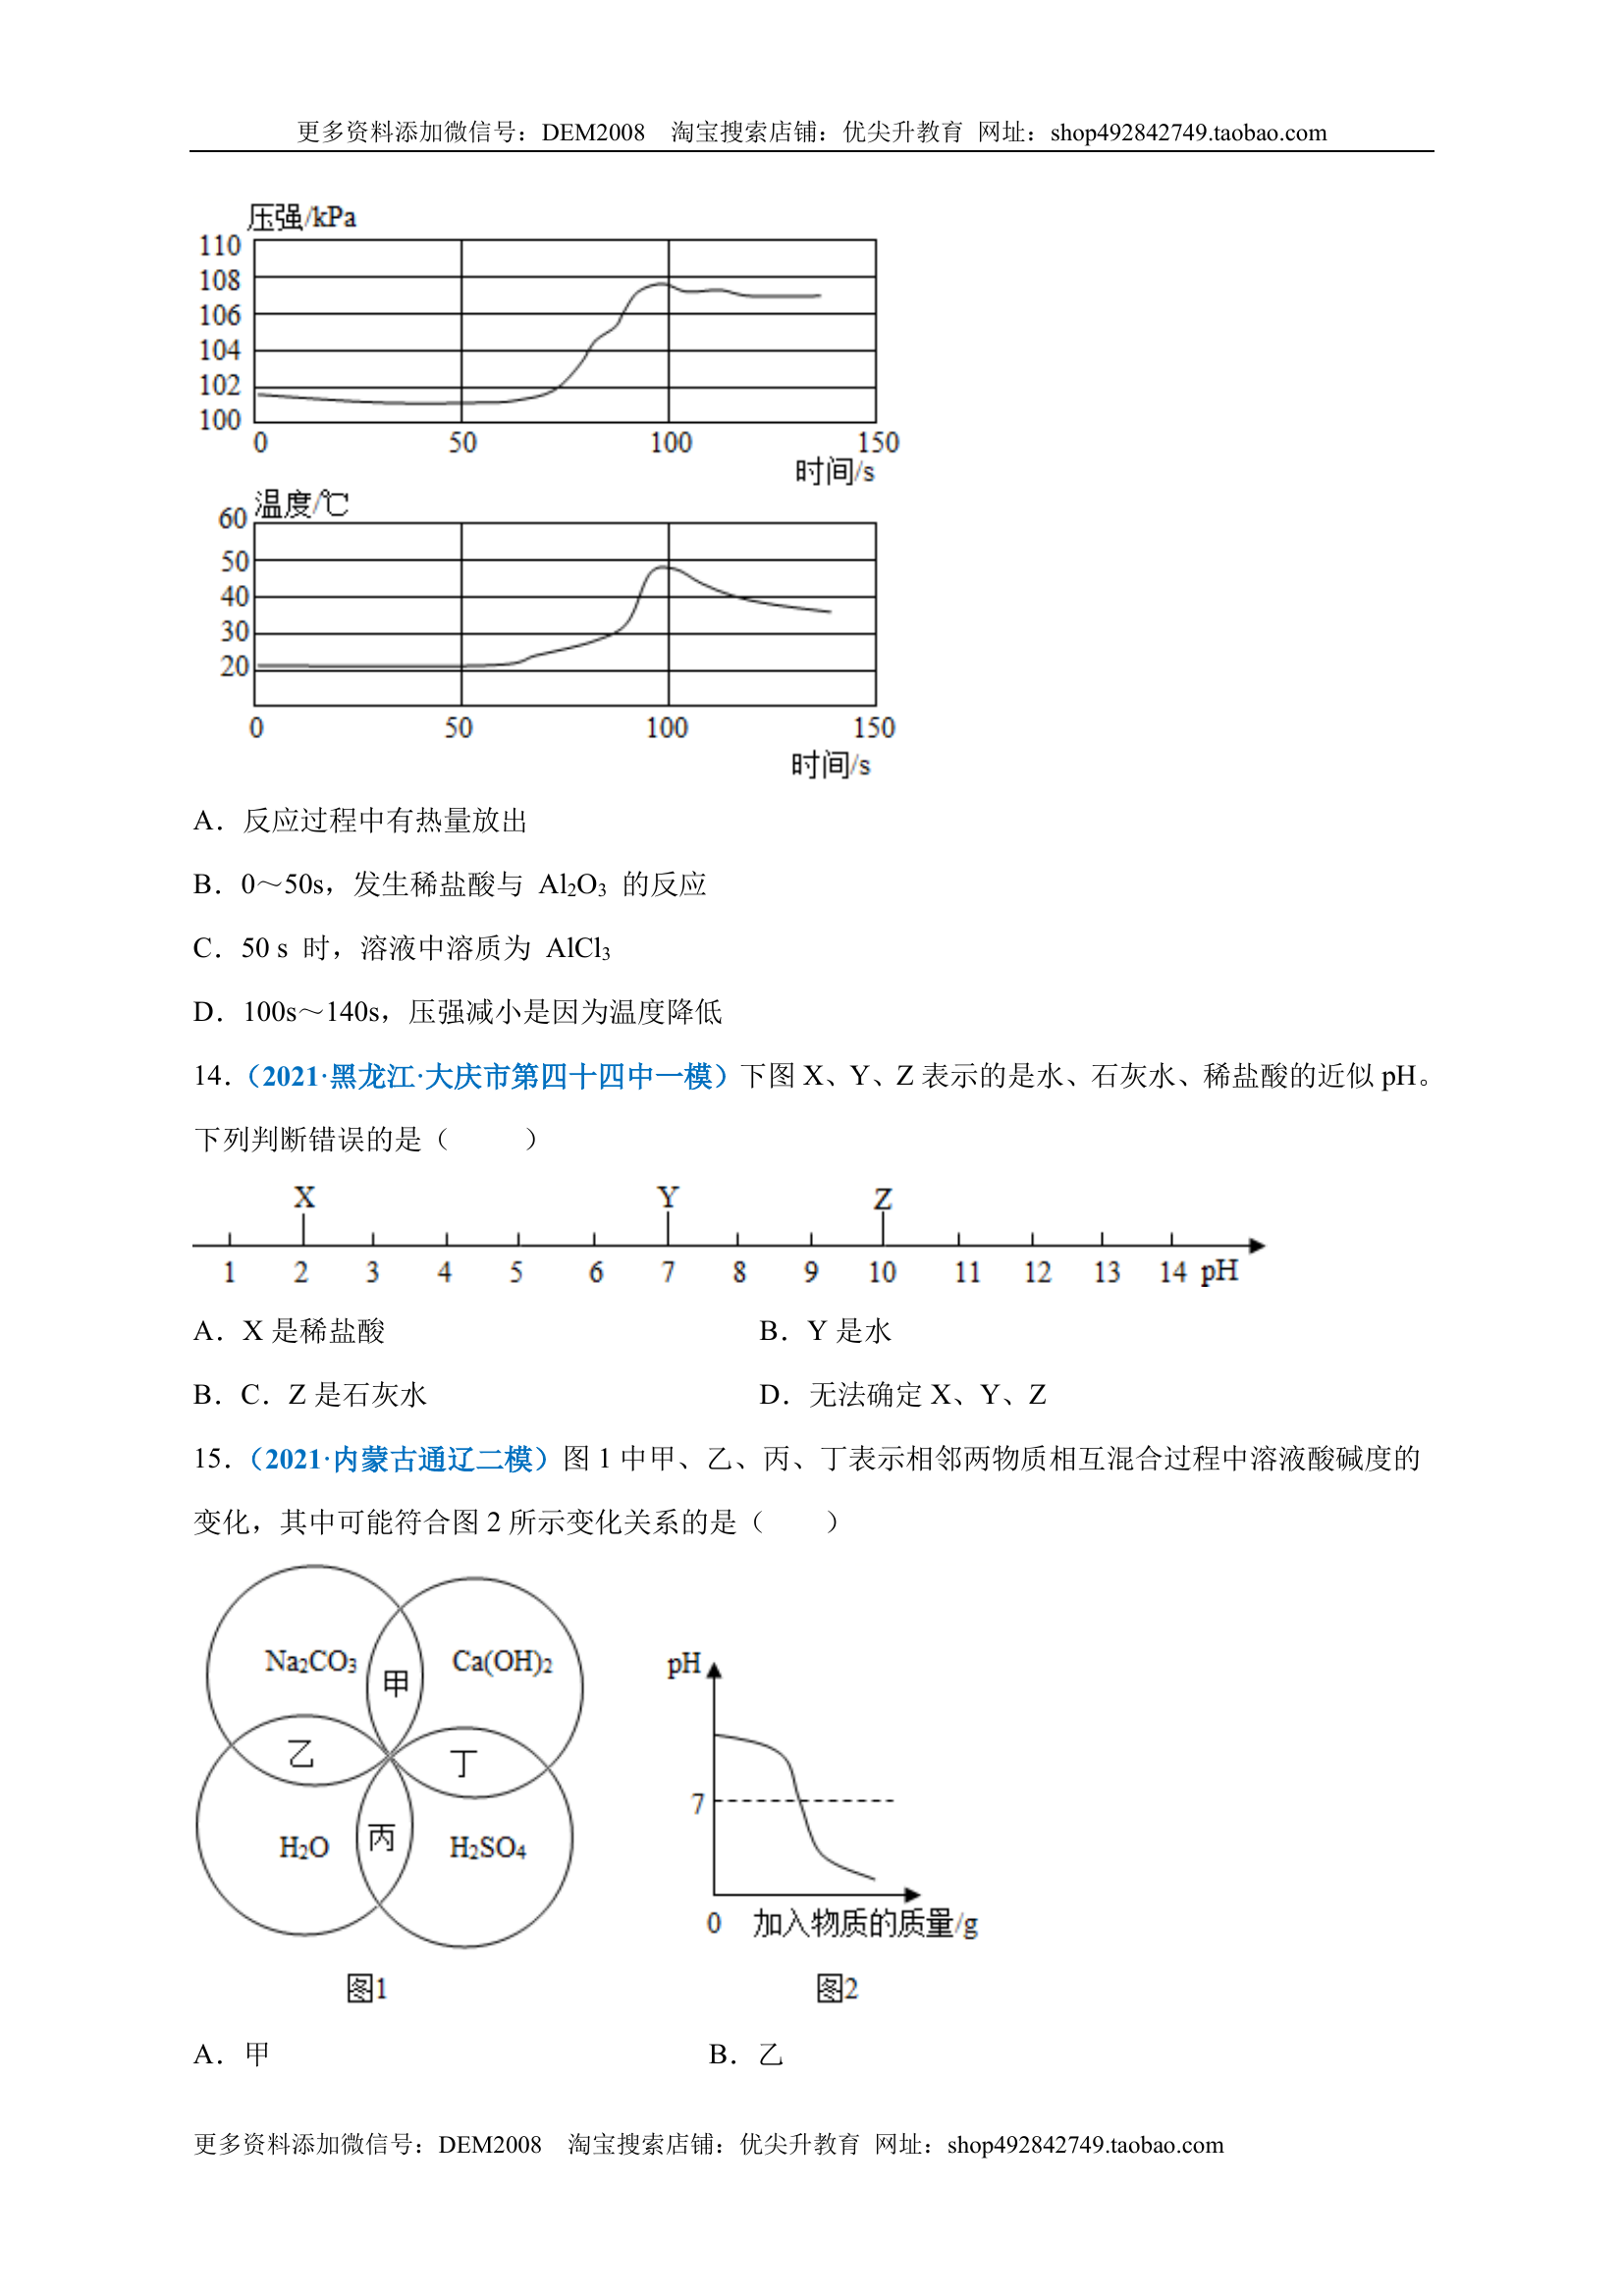 更多资料添加微信号：DEM2008 淘宝搜索店铺：优尖升教育 网址：shop492842749.taobao.com
压强/kPa
110
108
106
104
102
100
0 50 100 150
时间/s
温度/℃
60
50
40
30
20
0 50 100 150
时间/s
A．反应过程中有热量放出
B．0～50s，发生稀盐酸与 Al₂O₃ 的反应
C．50 s 时，溶液中溶质为 AlCl₃
D．100s～140s，压强减小是因为温度降低
14．（2021·黑龙江·大庆市第四十四中一模）下图 X、Y、Z 表示的是水、石灰水、稀盐酸的近似 pH。
下列判断错误的是（ ）
X Y Z
1 2 3 4 5 6 7 8 9 10 11 12 13 14 pH
A．X 是稀盐酸 B．Y 是水
B．C．Z 是石灰水 D．无法确定 X、Y、Z
15．（2021·内蒙古通辽二模）图 1 中甲、乙、丙、丁表示相邻两物质相互混合过程中溶液酸碱度的
变化，其中可能符合图 2 所示变化关系的是（ ）
Na₂CO₃ 甲 Ca(OH)₂
乙 丁
H₂O 丙 H₂SO₄
图1
pH
7
0 加入物质的质量/g
图2
A．甲 B．乙
更多资料添加微信号：DEM2008 淘宝搜索店铺：优尖升教育 网址：shop492842749.taobao.com